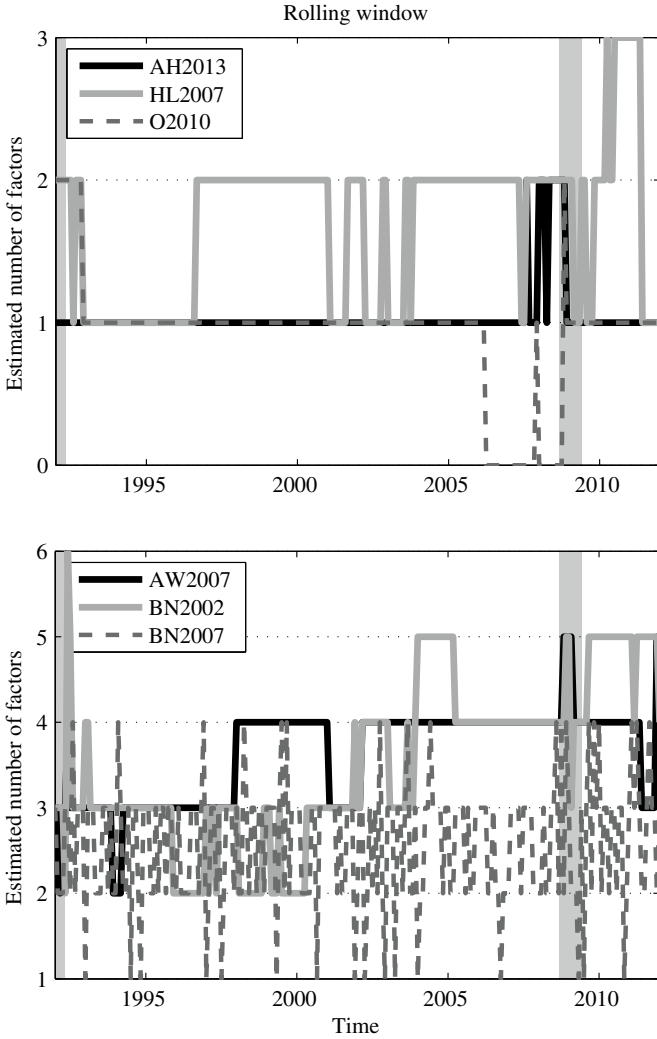 Rolling window
3
2
1
0
Estimated number of factors
AH2013
HL2007
O2010
1995
2000
2005
2010
6
5
4
3
2
1
Estimated number of factors
AW2007
BN2002
BN2007
1995
2000
2005
2010
Time